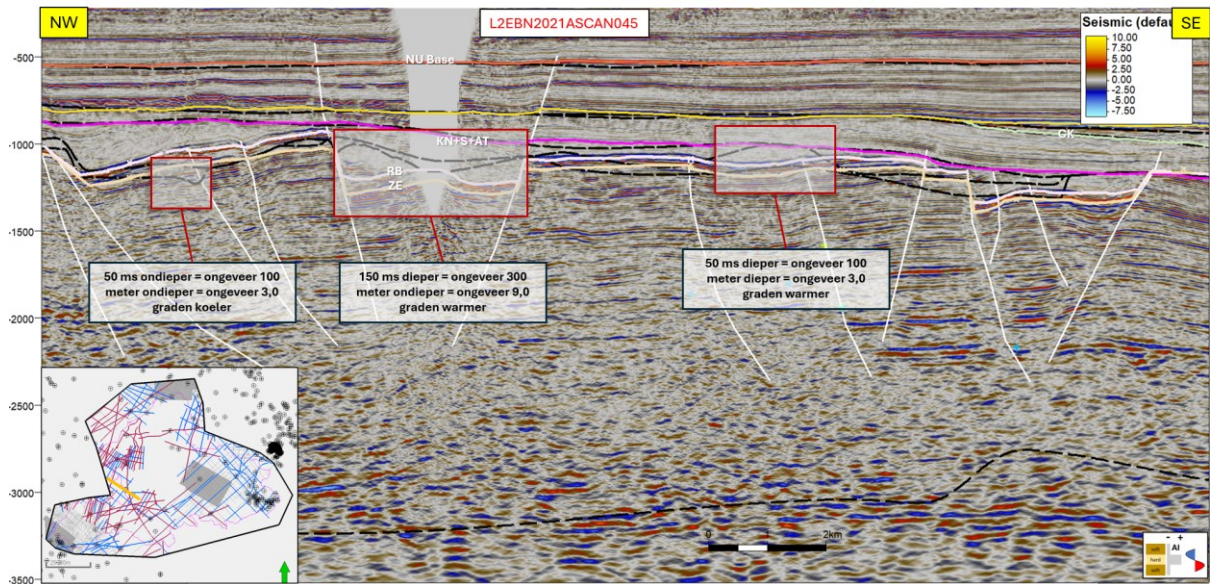 NW
L2EBN2021ASCAN045
SE
Seismic (defau
10.00
7.50
5.00
2.50
0.00
-2.50
-5.00
-7.50
-500
-1000
-1500
-2000
-2500
-3000
-3500
NU Base
KN+S+AT
CK
RB
ZE
50 ms ondieper = ongeveer 100
meter ondieper = ongeveer 3,0
graden koeler
150 ms dieper = ongeveer 300
meter ondieper = ongeveer 9,0
graden warmer
50 ms dieper = ongeveer 100
meter dieper = ongeveer 3,0
graden warmer
0
2km
- +
AI
soft
hard
soft